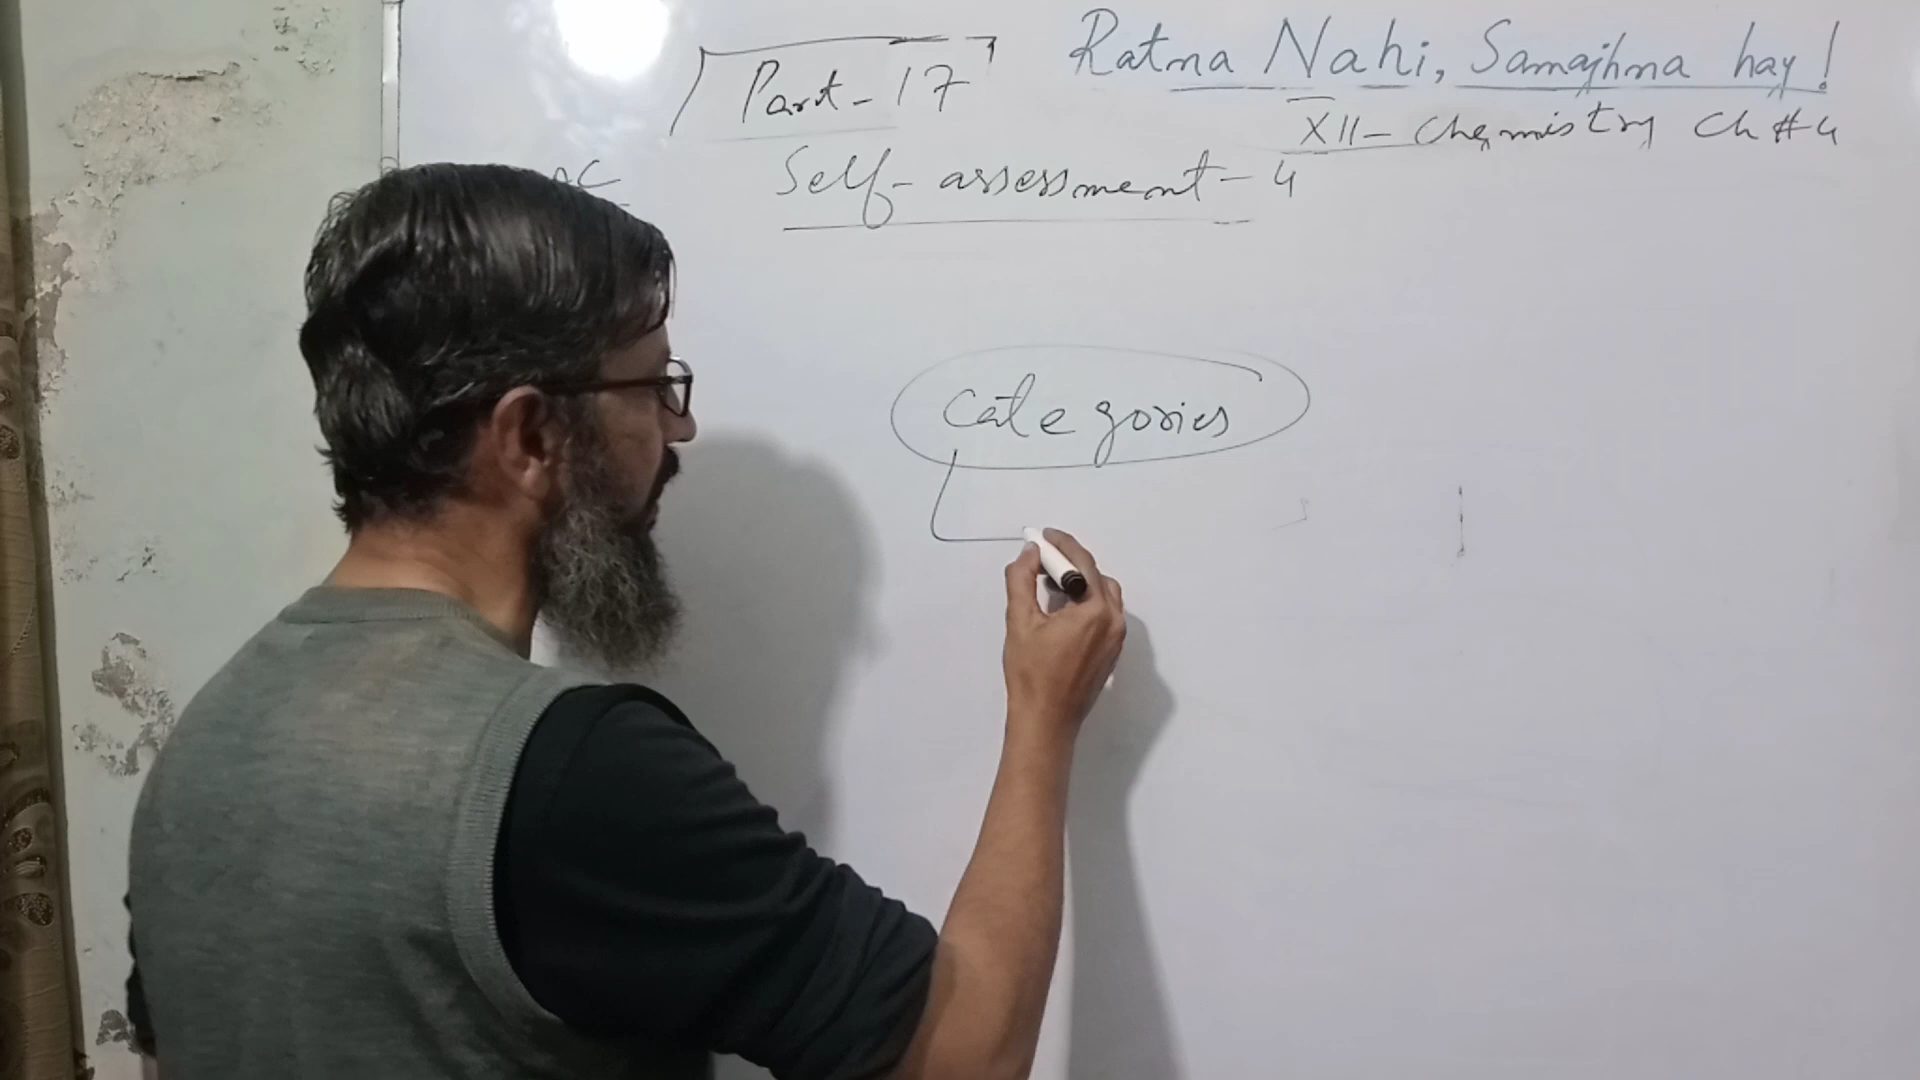 Part-17
Ratna Nahi, Samajhna hay!
XII- Chemistry Ch #4
Self-assessment-4
categories